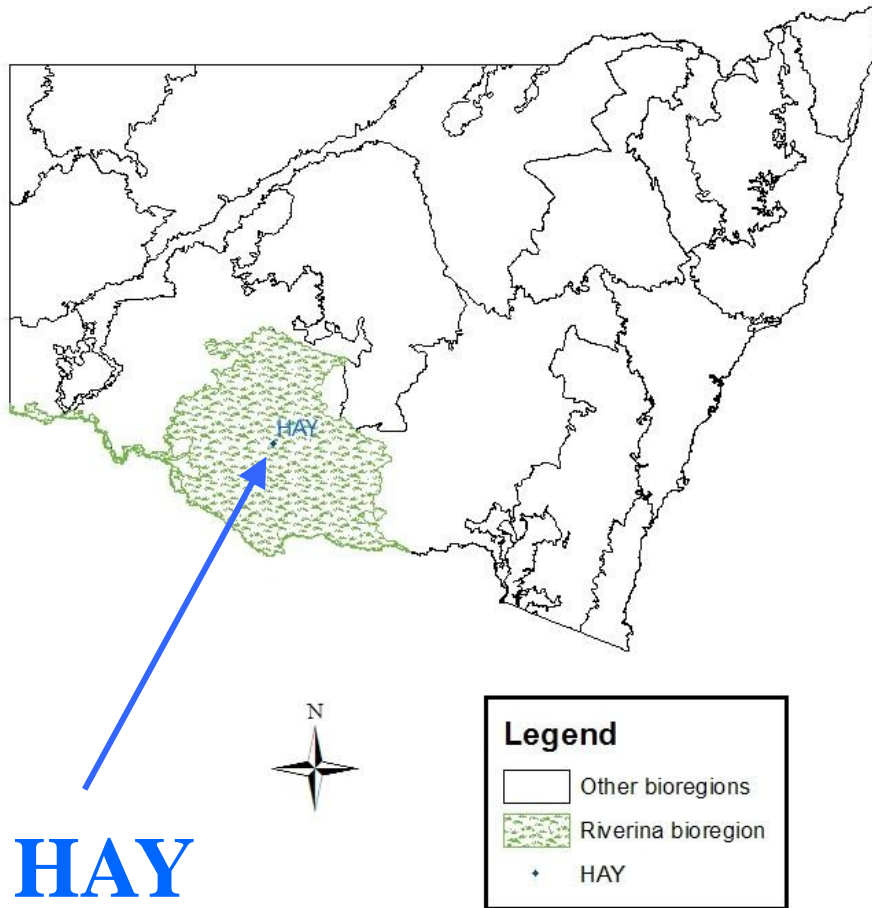 HAY
N
HAY
Legend
Other bioregions
Riverina bioregion
HAY